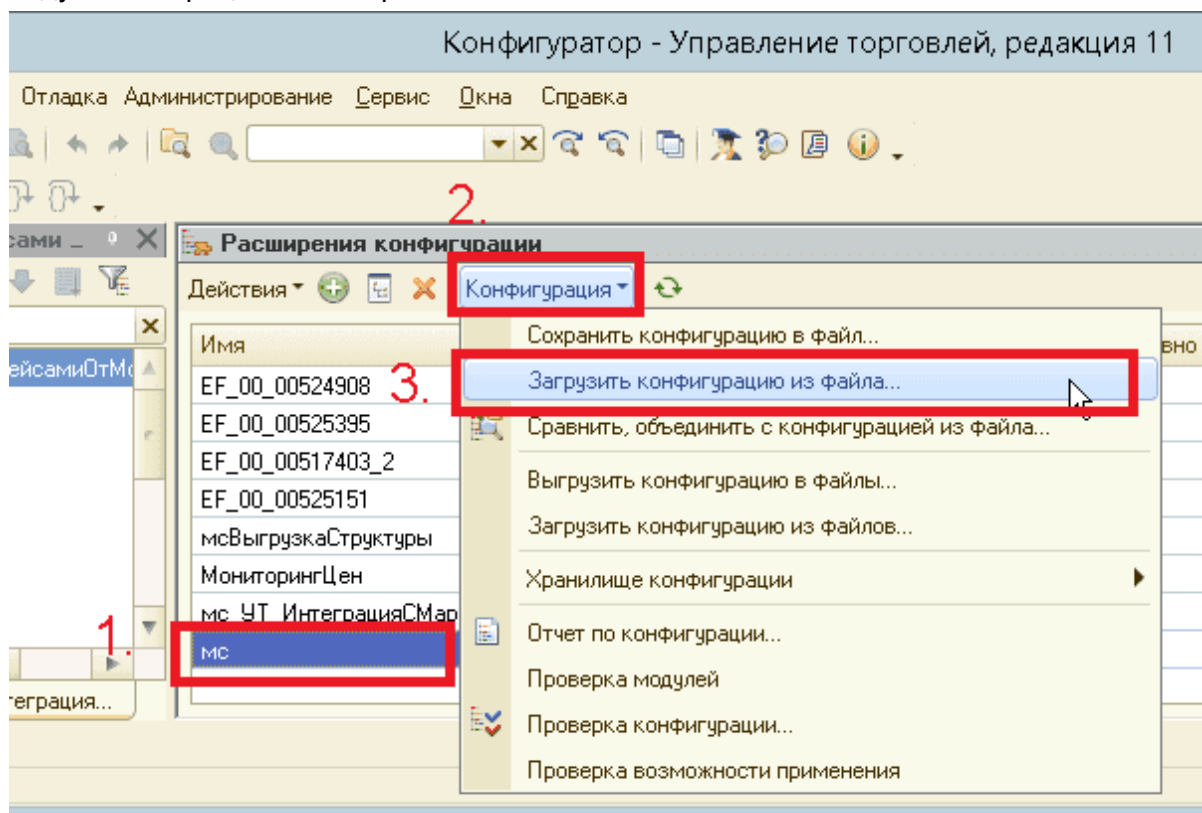 Конфигуратор - Управление торговлей, редакция 11
Отладка Администрирование Сервис Окна Справка
2.
Расширения конфигурации
Действия Конфигурация
Имя
Сохранить конфигурацию в файл...
3.
EF_00_00524908
Загрузить конфигурацию из файла...
EF_00_00525395
Сравнить, объединить с конфигурацией из файла...
EF_00_00517403_2
Выгрузить конфигурацию в файлы...
EF_00_00525151
Загрузить конфигурацию из файлов...
мсВыгрузкаСтруктуры
МониторингЦен
Хранилище конфигурации
мс_УТ_ИнтеграцияСМар
1.
Отчет по конфигурации...
мс
Проверка модулей
Проверка конфигурации...
Проверка возможности применения